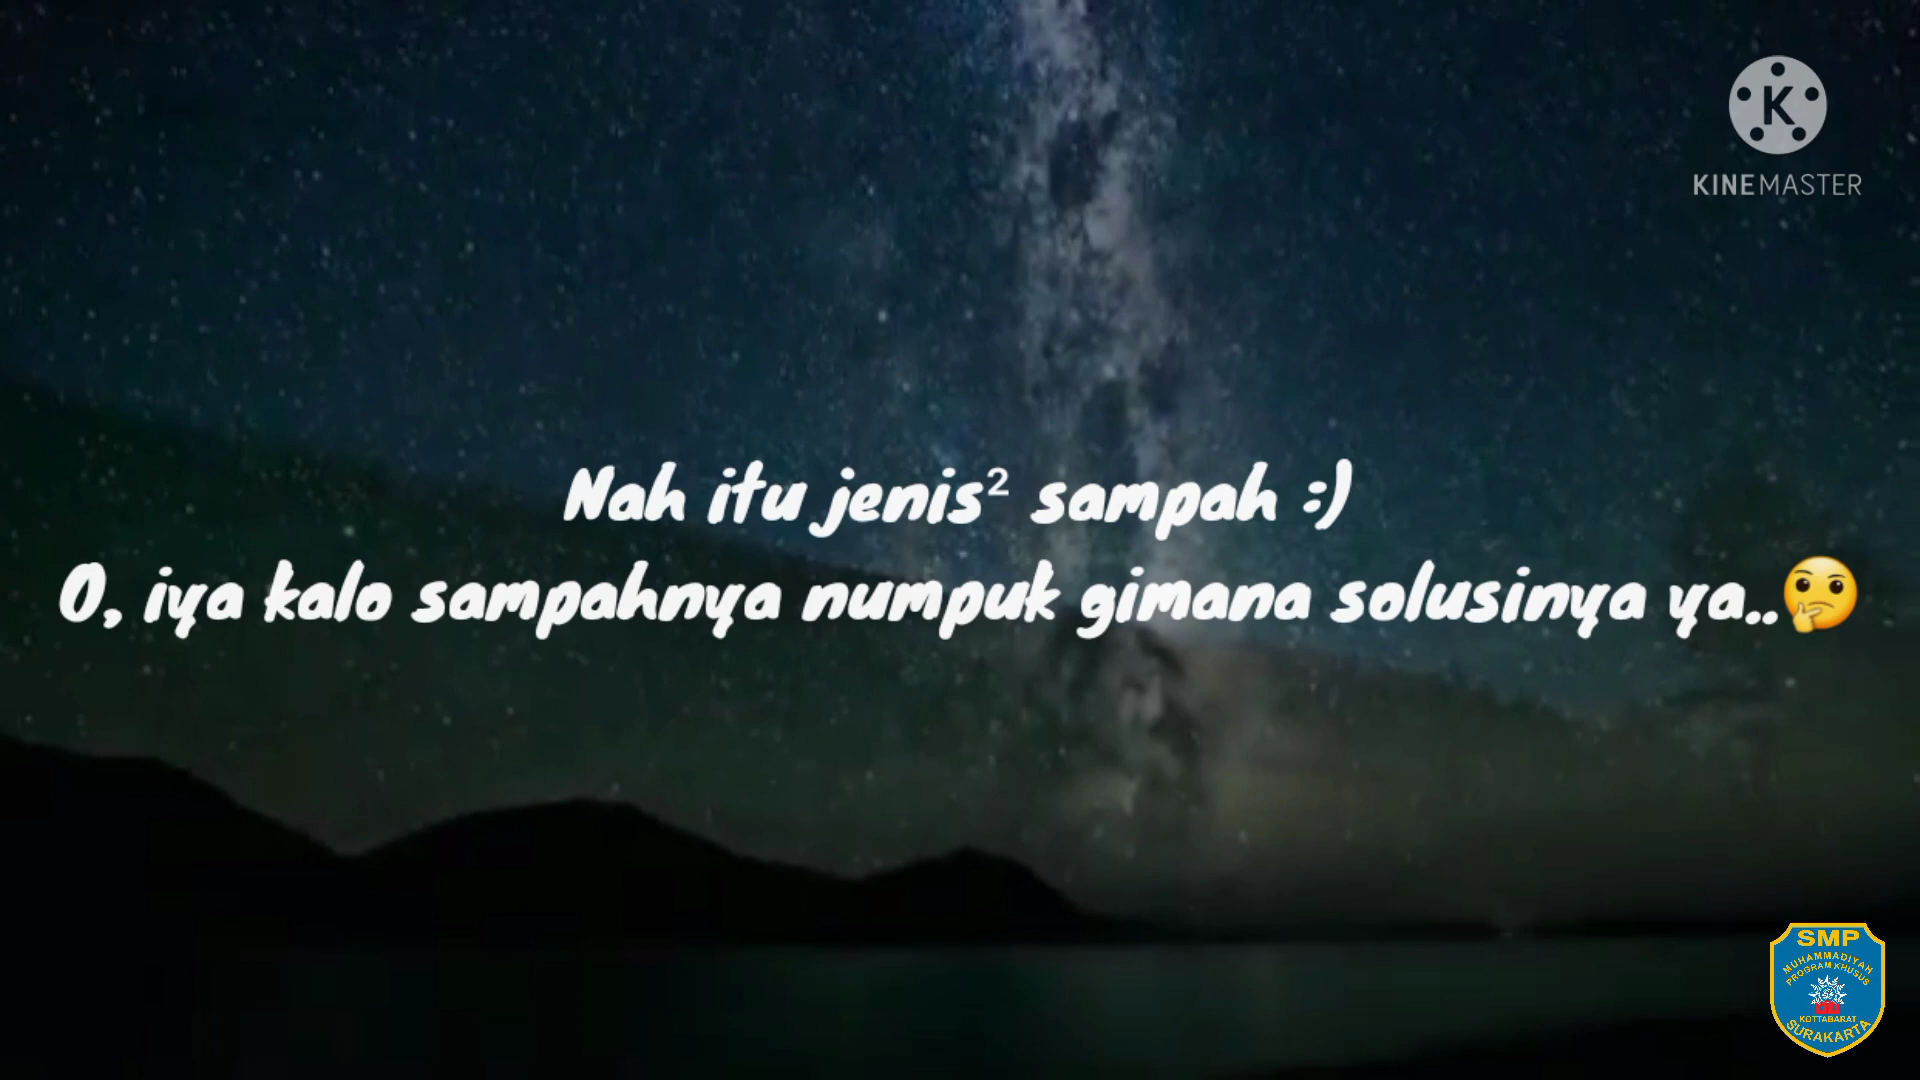 KINEMASTER
Nah itu jenis² sampah :)
O, iya kalo sampahnya numpuk gimana solusinya ya..🤔
SMP
MUHAMMADIYAH
PROGRAM KHUSUS
KOTTABARAT
SURAKARTA